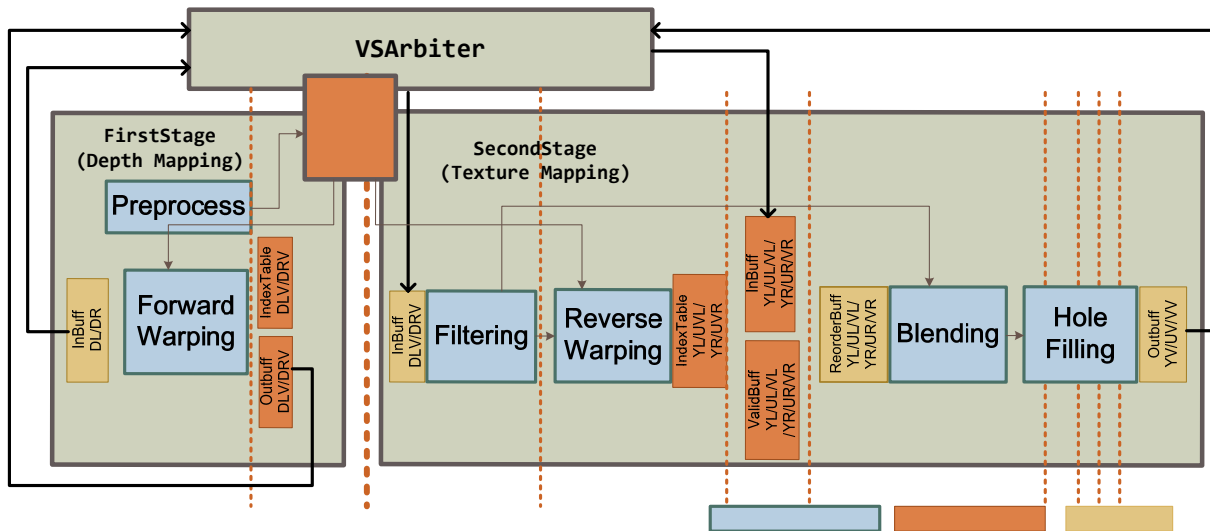 VSArbiter
FirstStage
(Depth Mapping)
SecondStage
(Texture Mapping)
Preprocess
InBuff
DL/DR
Forward
Warping
IndexTable
DLV/DRV
Outbuff
DLV/DRV
InBuff
DLV/DRV
Filtering
Reverse
Warping
IndexTable
YL/UVL/
YR/UVR
InBuff
YL/UL/VL/
YR/UR/VR
ValidBuff
YL/UL/VL
/YR/UR/VR
ReorderBuff
YL/UL/VL/
YR/UR/VR
Blending
Hole
Filling
Outbuff
YV/UV/VV